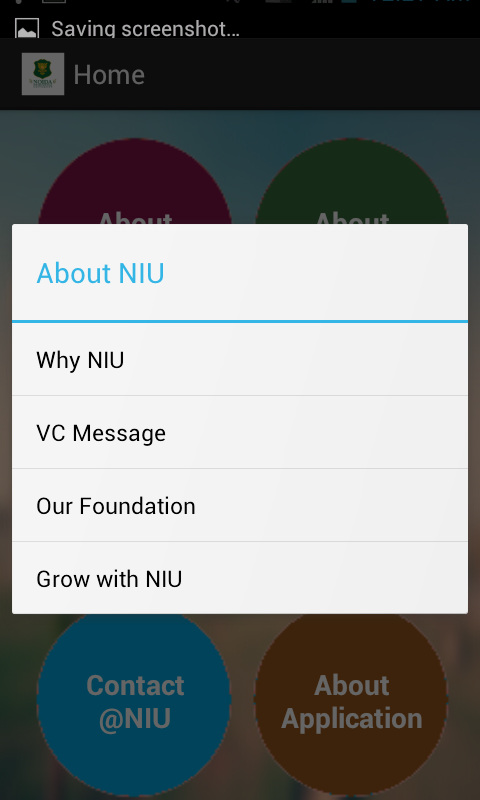 Saving screenshot...
Home
About
About
About NIU
Why NIU
VC Message
Our Foundation
Grow with NIU
Contact
@NIU
About
Application